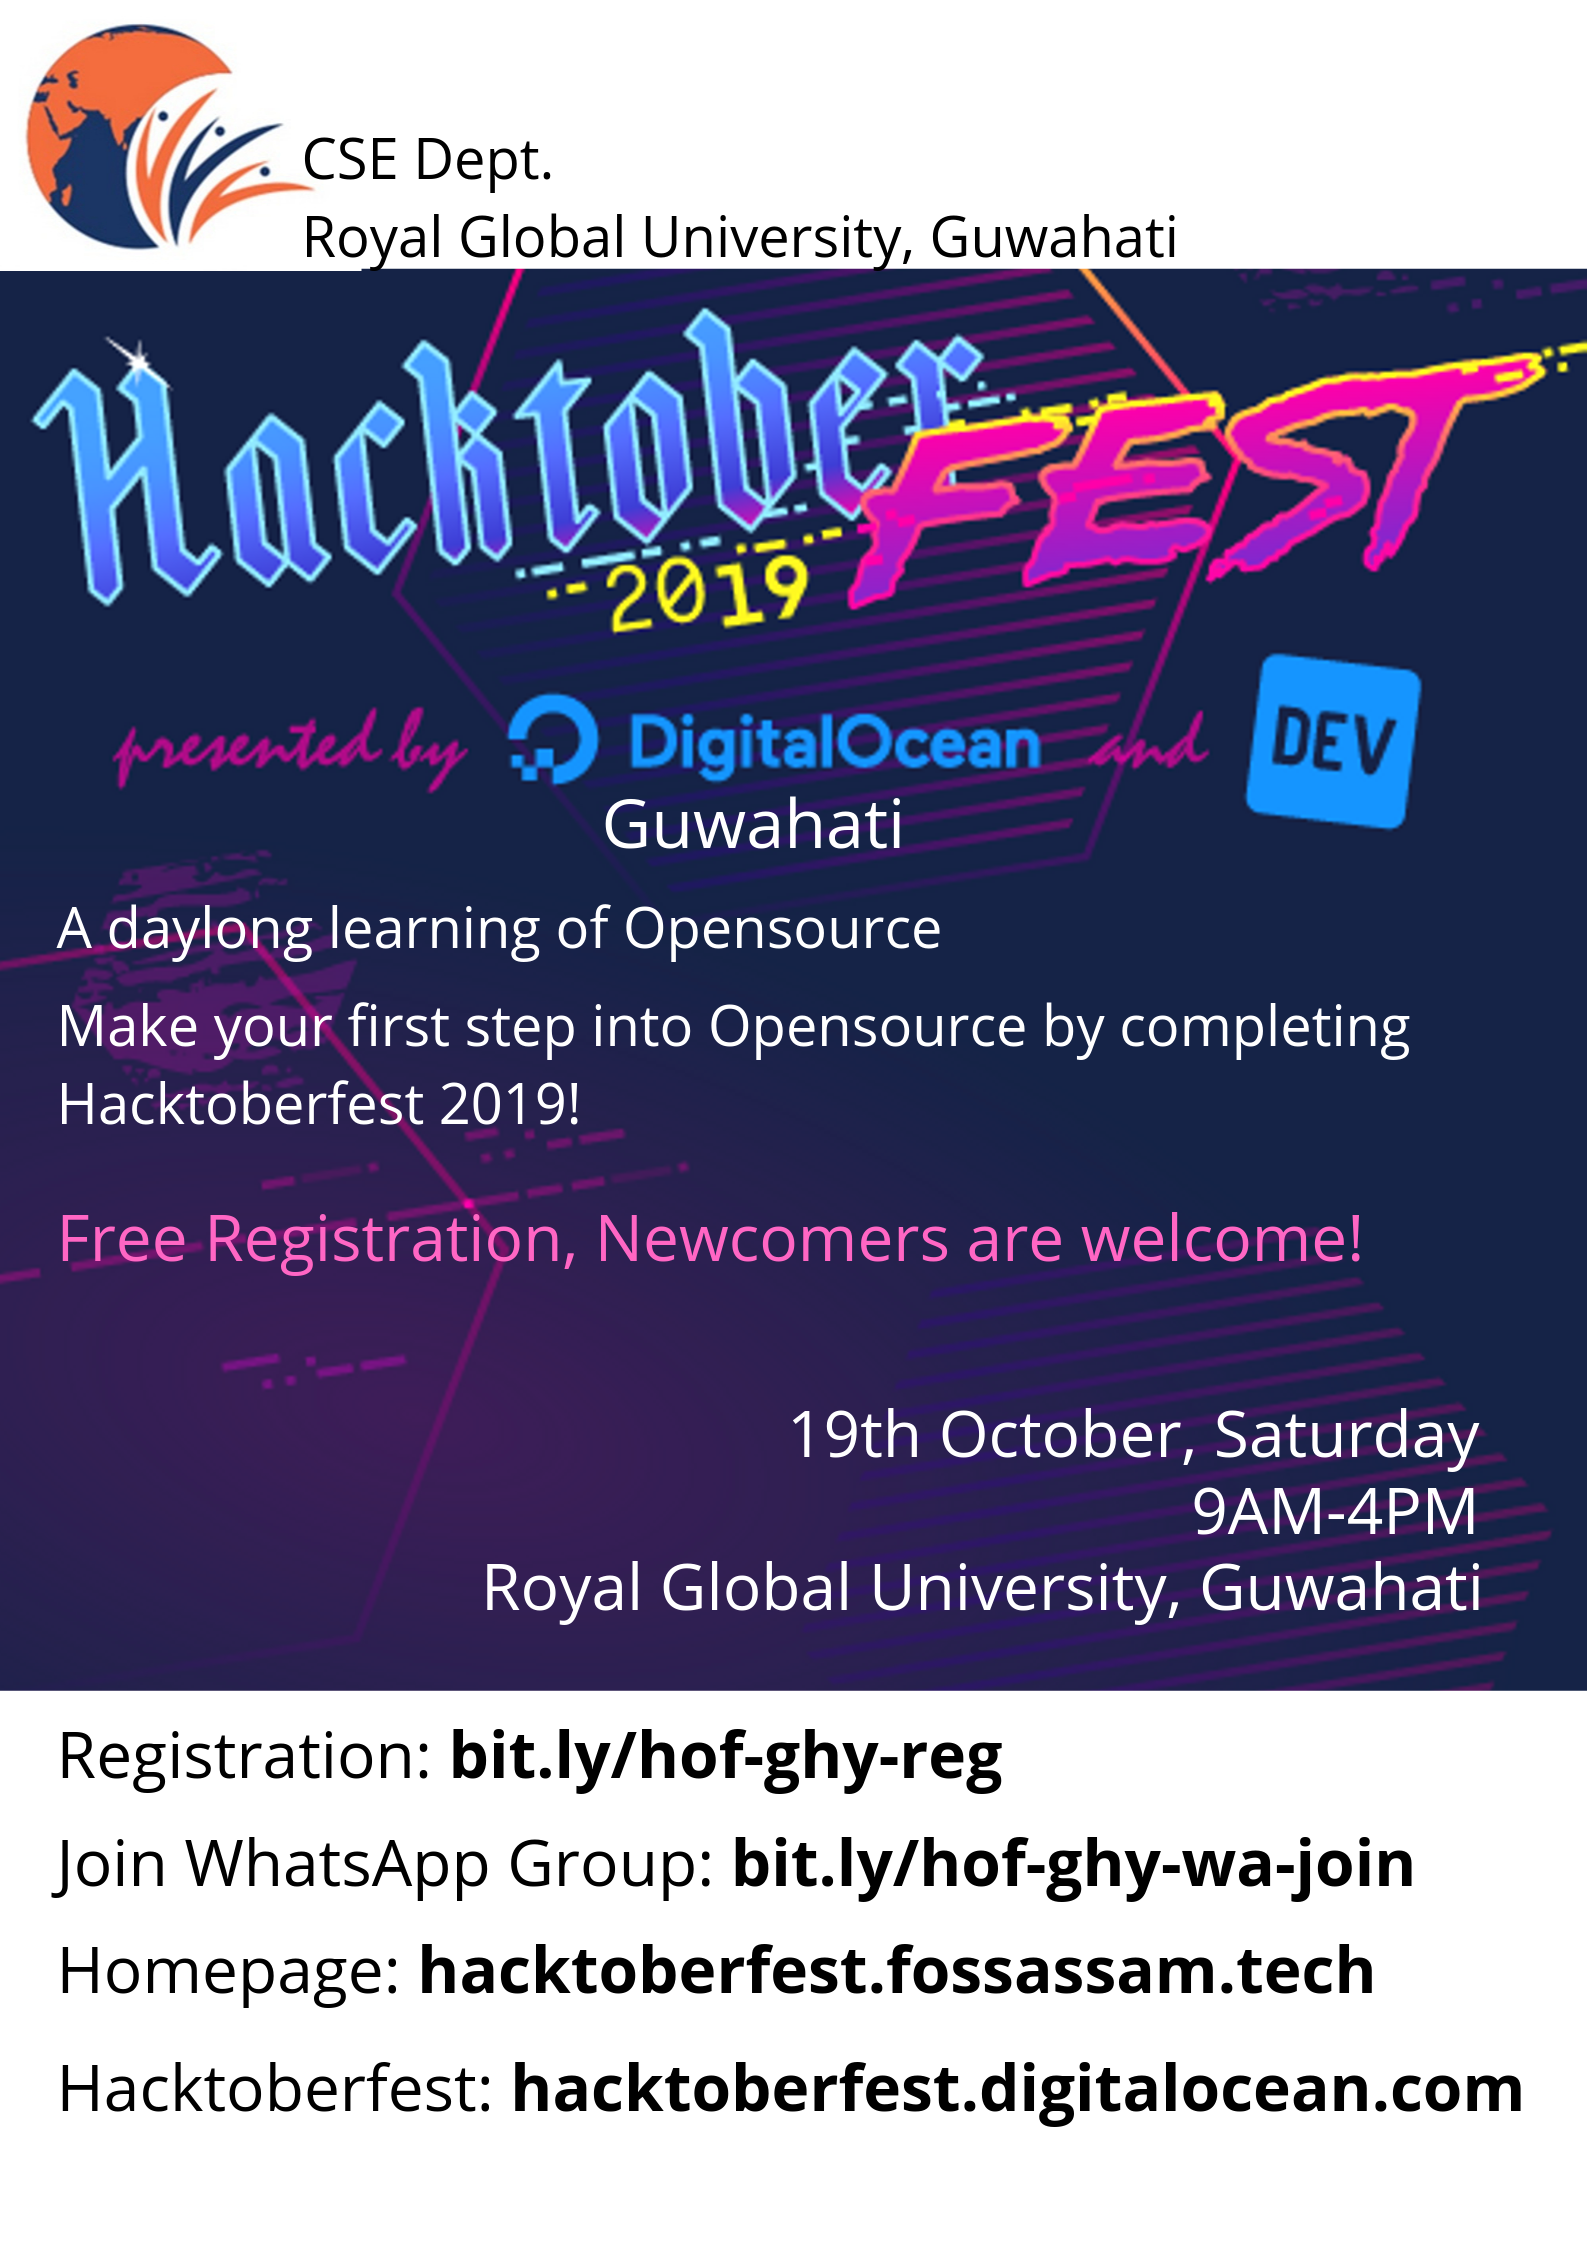 CSE Dept.
Royal Global University, Guwahati
Hacktober FEST
2019
presented by DigitalOcean and DEV
Guwahati
A daylong learning of Opensource
Make your first step into Opensource by completing
Hacktoberfest 2019!
Free Registration, Newcomers are welcome!
19th October, Saturday
9AM-4PM
Royal Global University, Guwahati
Registration: bit.ly/hof-ghy-reg
Join WhatsApp Group: bit.ly/hof-ghy-wa-join
Homepage: hacktoberfest.fossassam.tech
Hacktoberfest: hacktoberfest.digitalocean.com